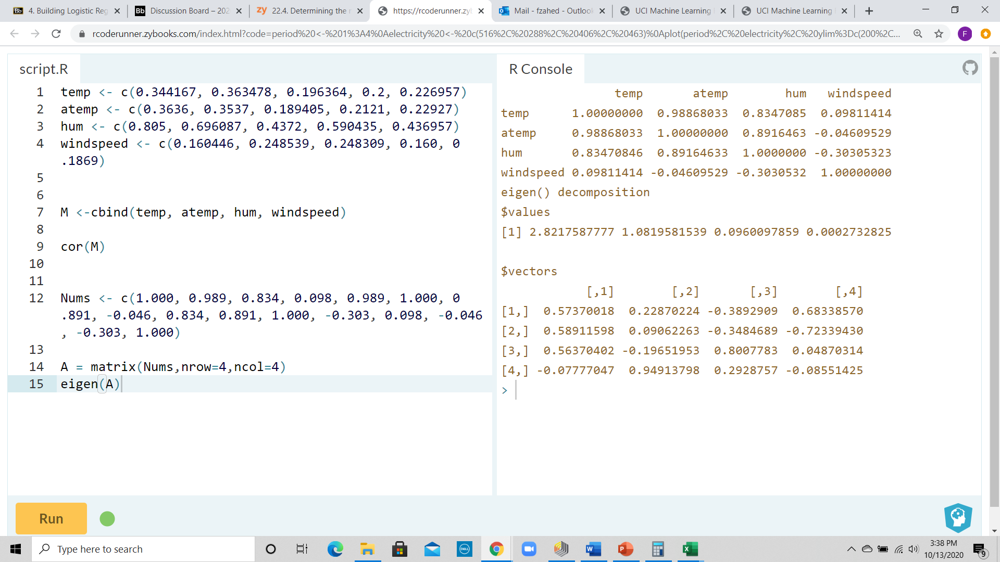 4. Building Logistic Reg
Bb Discussion Board – 202
zy 22.4. Determining the r
https://rcoderunner.zyb
Mail - fzahed - Outlook
UCI Machine Learning
UCI Machine Learning
rcoderunner.zybooks.com/index.html?code=period%20<-%201%3A4%0Aelectricity%20<-%20c(516%2C%20288%2C%20406%2C%20463)%0Aplot(period%2C%20electricity%2C%20ylim%3Dc(200%2C...
F
script.R
1 temp <- c(0.344167, 0.363478, 0.196364, 0.2, 0.226957)
2 atemp <- c(0.3636, 0.3537, 0.189405, 0.2121, 0.22927)
3 hum <- c(0.805, 0.696087, 0.4372, 0.590435, 0.436957)
4 windspeed <- c(0.160446, 0.248539, 0.248309, 0.160, 0
.1869)
5
6
7 M <-cbind(temp, atemp, hum, windspeed)
8
9 cor(M)
10
11
12 Nums <- c(1.000, 0.989, 0.834, 0.098, 0.989, 1.000, 0
.891, -0.046, 0.834, 0.891, 1.000, -0.303, 0.098, -0.046
, -0.303, 1.000)
13
14 A = matrix(Nums,nrow=4,ncol=4)
15 eigen(A)
Run
R Console
temp atemp hum windspeed
temp 1.00000000 0.98868033 0.8347085 0.09811414
atemp 0.98868033 1.00000000 0.8916463 -0.04609529
hum 0.83470846 0.89164633 1.0000000 -0.30305323
windspeed 0.09811414 -0.04609529 -0.3030532 1.00000000
eigen() decomposition
$values
[1] 2.8217587777 1.0819581539 0.0960097859 0.0002732825
$vectors
[,1] [,2] [,3] [,4]
[1,] 0.57370018 0.22870224 -0.3892909 0.68338570
[2,] 0.58911598 0.09062263 -0.3484689 -0.72339430
[3,] 0.56370402 -0.19651953 0.8007783 0.04870314
[4,] -0.07777047 0.94913798 0.2928757 -0.08551425
>
Type here to search
DELL
W
P
X
3:38 PM
10/13/2020
9